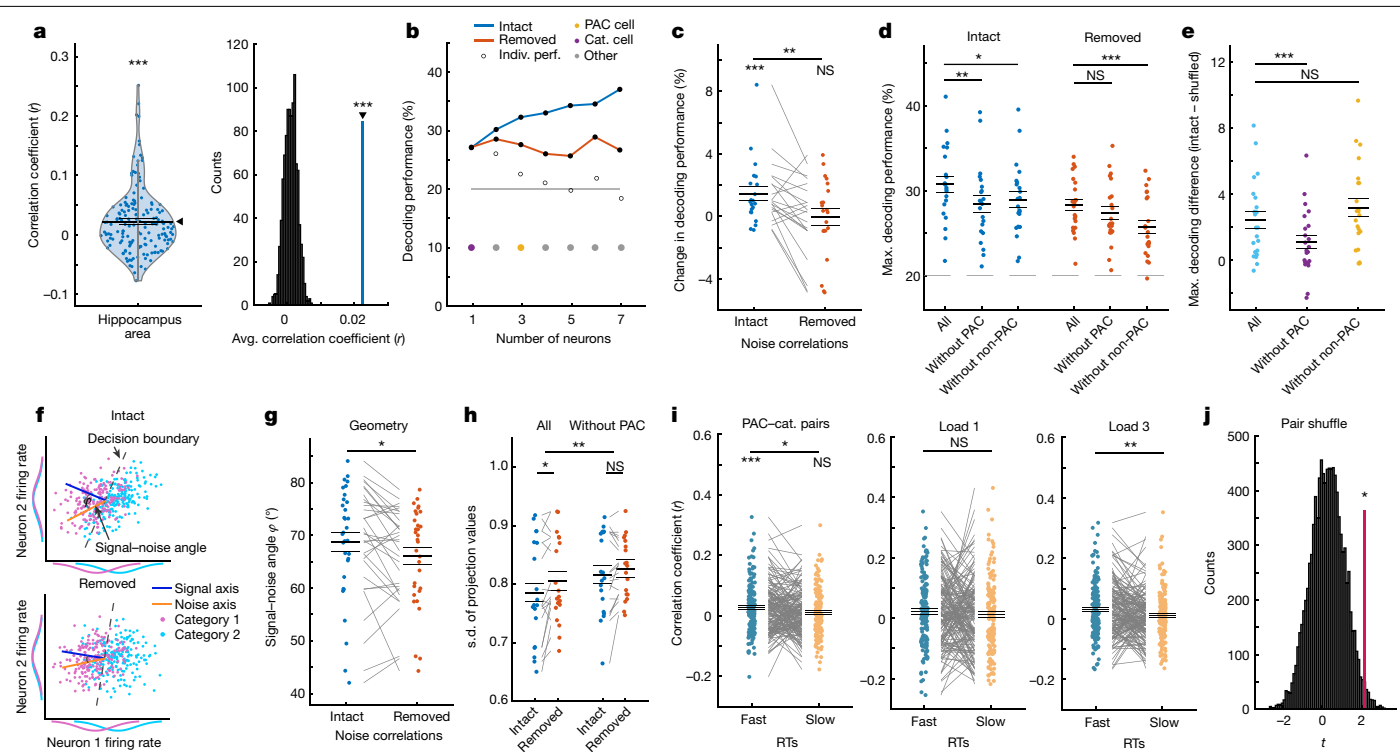 a
Correlation coefficient (r)
0.3
0.2
0.1
0
−0.1
***
Hippocampus
area
Counts
120
100
80
60
40
20
0
***
0
0.02
Avg. correlation coefficient (r)
b
Intact
Removed
Indiv. perf.
PAC cell
Cat. cell
Other
Decoding performance (%)
40
30
20
10
0
1
3
5
7
Number of neurons
c
Change in decoding performance (%)
8
4
0
−4
**
***
NS
Intact
Removed
Noise correlations
d
Max. decoding performance (%)
40
30
20
Intact
*
**
Removed
***
NS
All
Without PAC
Without non-PAC
All
Without PAC
Without non-PAC
e
Max. decoding difference (intact − shuffled)
12
8
4
0
***
NS
All
Without PAC
Without non-PAC
f
Intact
Decision boundary
Neuron 2 firing rate
φ
Signal–noise angle
Removed
Signal axis
Noise axis
Category 1
Category 2
Neuron 2 firing rate
Neuron 1 firing rate
g
Geometry
Signal–noise angle φ (°)
80
70
60
50
40
*
Intact
Removed
Noise correlations
h
All
Without PAC
s.d. of projection values
1.0
0.9
0.8
0.7
0.6
**
*
NS
Intact
Removed
Intact
Removed
i
PAC–cat. pairs
Correlation coefficient (r)
0.6
0.4
0.2
0
−0.2
*
***
NS
Fast
Slow
RTs
Load 1
0.6
0.4
0.2
0
−0.2
NS
Fast
Slow
RTs
Load 3
0.6
0.4
0.2
0
−0.2
**
Fast
Slow
RTs
j
Pair shuffle
Counts
500
450
400
350
300
250
200
150
100
50
0
*
−2
0
2
t